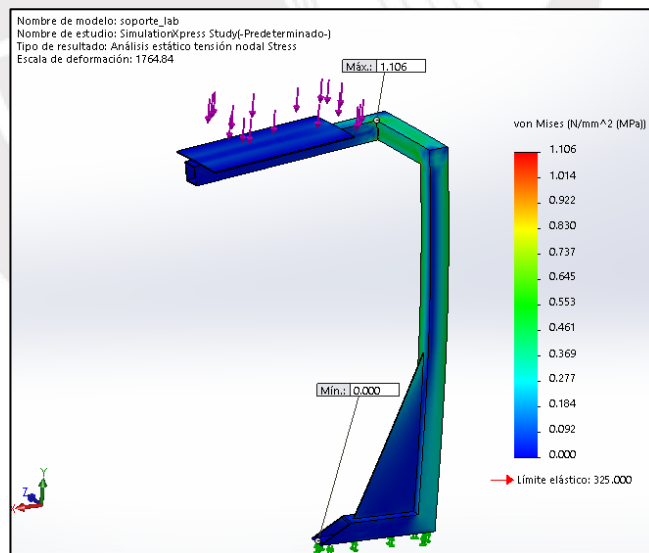 Nombre de modelo: soporte_lab
Nombre de estudio: SimulationXpress Study(-Predeterminado-)
Tipo de resultado: Análisis estático tensión nodal Stress
Escala de deformación: 1764.84
Máx.: 1.106
von Mises (N/mm^2 (MPa))
1.106
1.014
0.922
0.830
0.737
0.645
0.553
0.461
0.369
0.277
0.184
0.092
0.000
Mín.: 0.000
Límite elástico: 325.000
Y
Z
X